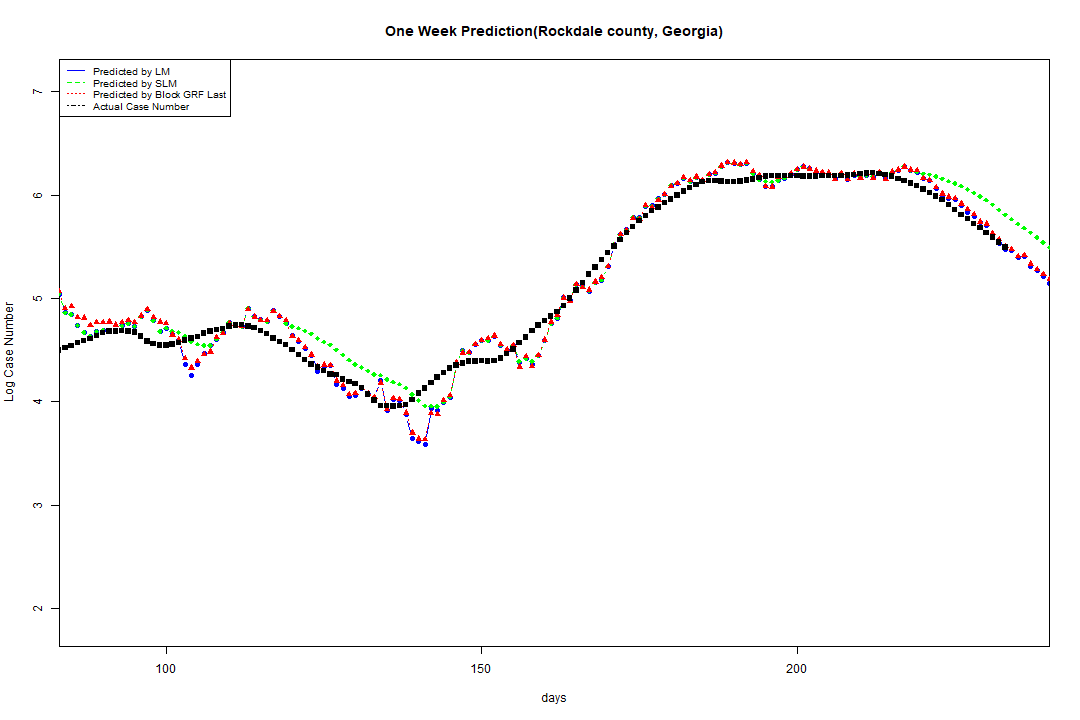 One Week Prediction(Rockdale county, Georgia)
Predicted by LM
Predicted by SLM
Predicted by Block GRF Last
Actual Case Number
7
6
5
4
3
2
Log Case Number
100 150 200
days